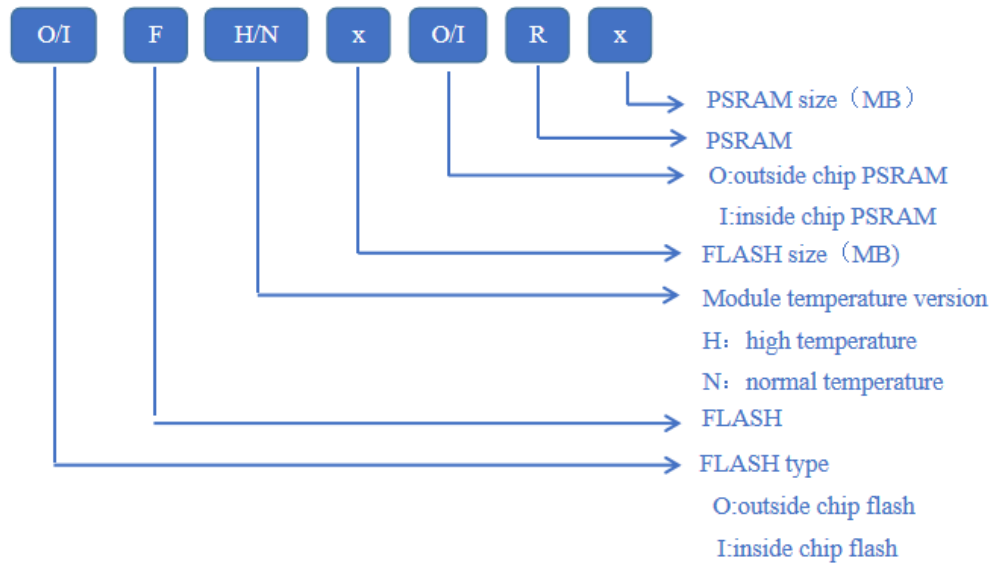 O/I F H/N x O/I R x
PSRAM size（MB）
PSRAM
O:outside chip PSRAM
I:inside chip PSRAM
FLASH size（MB)
Module temperature version
H： high temperature
N： normal temperature
FLASH
FLASH type
O:outside chip flash
I:inside chip flash